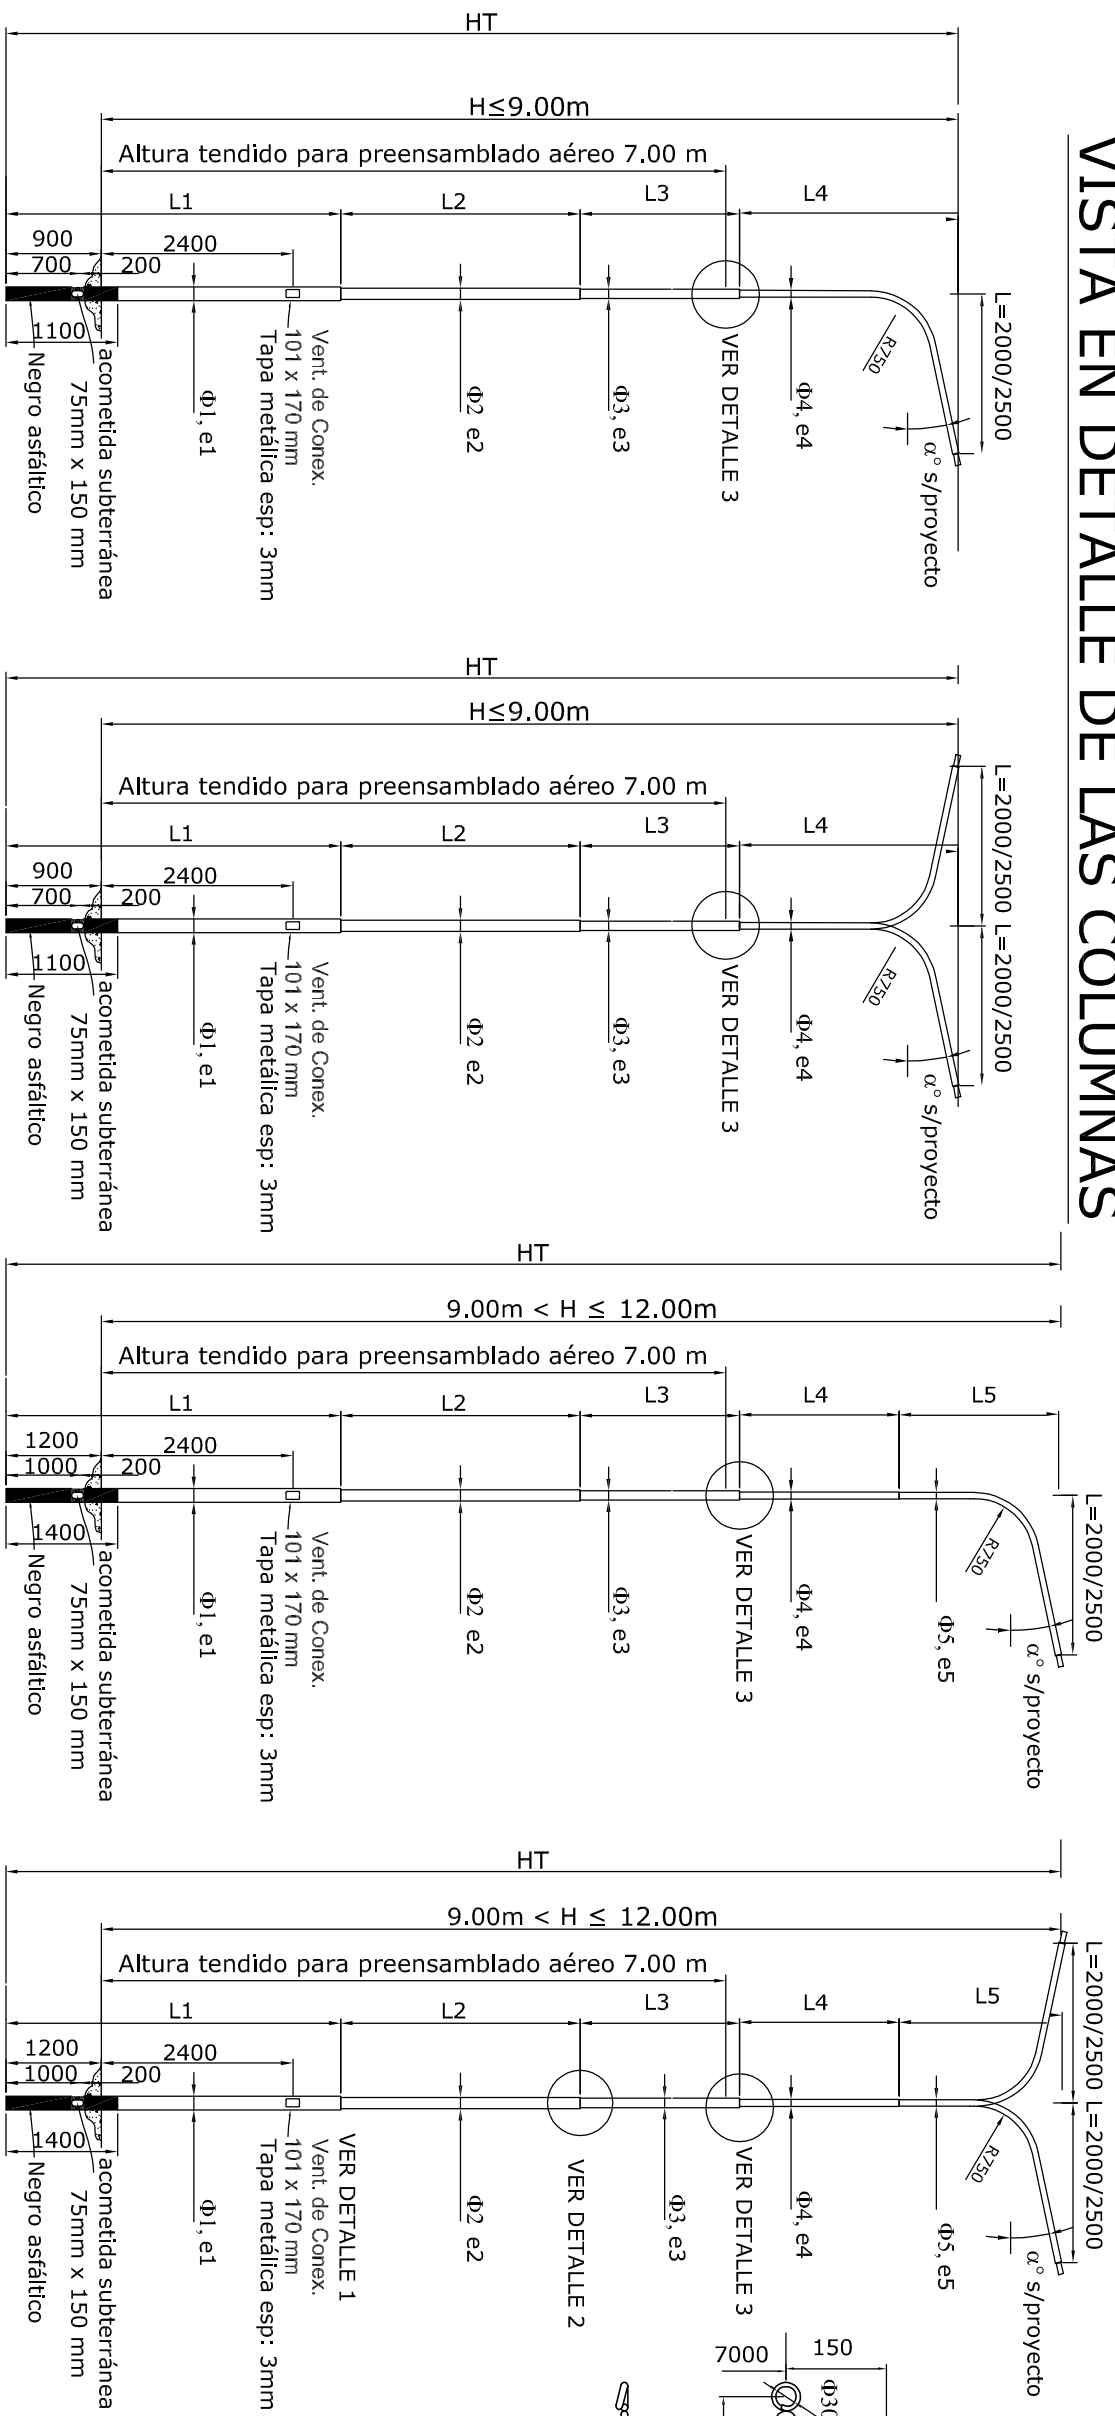 VISTA EN DETALLE DE LAS COLUMNAS
HT
H≤9.00m
Altura tendido para preensamblado aéreo 7.00 m
L1
L2
L3
L4
900
700
200
2400
1100
L=2000/2500
R750
α° s/proyecto
Φ4, e4
VER DETALLE 3
Φ3, e3
Φ2 e2
Vent. de Conex.
101 x 170 mm
Tapa metálica esp: 3mm
Φ1, e1
acometida subterránea
75mm x 150 mm
Negro asfáltico
HT
H≤9.00m
Altura tendido para preensamblado aéreo 7.00 m
L1
L2
L3
L4
900
700
200
2400
1100
L=2000/2500 L=2000/2500
R750
α° s/proyecto
Φ4, e4
VER DETALLE 3
Φ3, e3
Φ2 e2
Vent. de Conex.
101 x 170 mm
Tapa metálica esp: 3mm
Φ1, e1
acometida subterránea
75mm x 150 mm
Negro asfáltico
HT
9.00m < H ≤ 12.00m
Altura tendido para preensamblado aéreo 7.00 m
L1
L2
L3
L4
L5
1200
1000
200
2400
1400
L=2000/2500
R750
α° s/proyecto
Φ5, e5
Φ4, e4
VER DETALLE 3
Φ3, e3
Φ2 e2
Vent. de Conex.
101 x 170 mm
Tapa metálica esp: 3mm
Φ1, e1
acometida subterránea
75mm x 150 mm
Negro asfáltico
HT
9.00m < H ≤ 12.00m
Altura tendido para preensamblado aéreo 7.00 m
L1
L2
L3
L4
L5
1200
1000
200
2400
1400
L=2000/2500 L=2000/2500
R750
α° s/proyecto
Φ5, e5
Φ4, e4
VER DETALLE 3
Φ3, e3
VER DETALLE 2
Φ2 e2
VER DETALLE 1
Vent. de Conex.
101 x 170 mm
Tapa metálica esp: 3mm
Φ1, e1
acometida subterránea
75mm x 150 mm
Negro asfáltico
7000
150